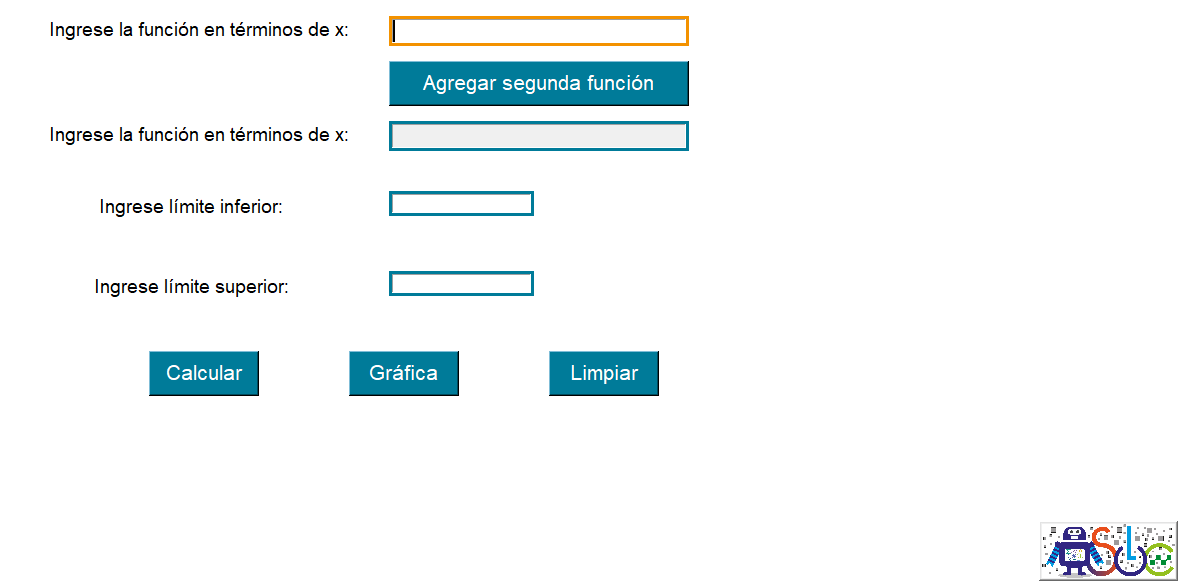 Ingrese la función en términos de x:
Agregar segunda función
Ingrese la función en términos de x:
Ingrese límite inferior:
Ingrese límite superior:
Calcular
Gráfica
Limpiar